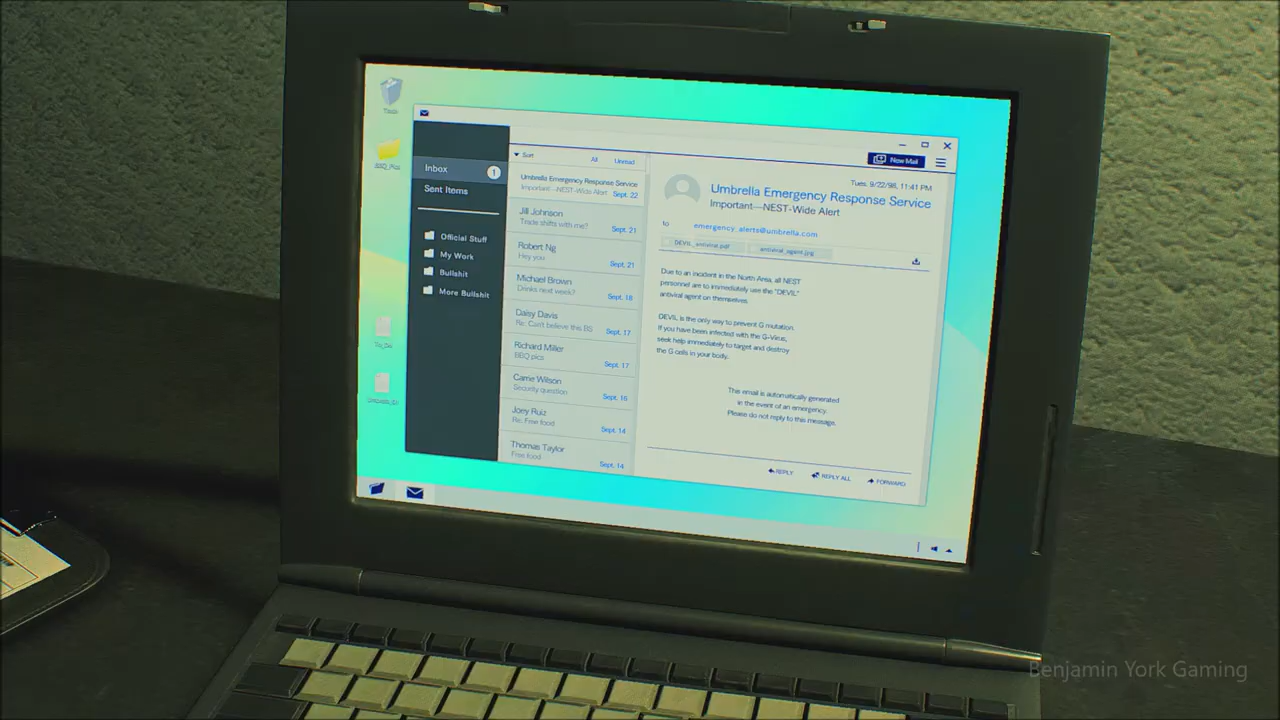 Trash
BBQ_Pics
Inbox
1
Sent Items
Official Stuff
My Work
Bullshit
More Bullshit
Sort
All
Unread
Umbrella Emergency Response Service
Important—NEST-Wide Alert
Sept. 22
Jill Johnson
Trade shifts with me?
Sept. 21
Robert Ng
Hey you
Sept. 21
Michael Brown
Drinks next week?
Sept. 18
Daisy Davis
Re: Can't believe this BS
Sept. 17
Richard Miller
BBQ pics
Sept. 17
Carrie Wilson
Security question
Sept. 16
Joey Ruiz
Re: Free food
Sept. 14
Thomas Taylor
Free food
Sept. 14
New Mail
Tues. 9/22/98, 11:41 PM
Umbrella Emergency Response Service
Important—NEST-Wide Alert
to
emergency_alerts@umbrella.com
DEVIL_antiviral.pdf
antiviral_agent.jpg
Due to an incident in the North Area, all NEST
personnel are to immediately use the "DEVIL"
antiviral agent on themselves.
DEVIL is the only way to prevent G mutation.
If you have been infected with the G-Virus,
seek help immediately to target and destroy
the G cells in your body.
This email is automatically generated
in the event of an emergency.
Please do not reply to this message.
REPLY
REPLY ALL
FORWARD
Benjamin York Gaming